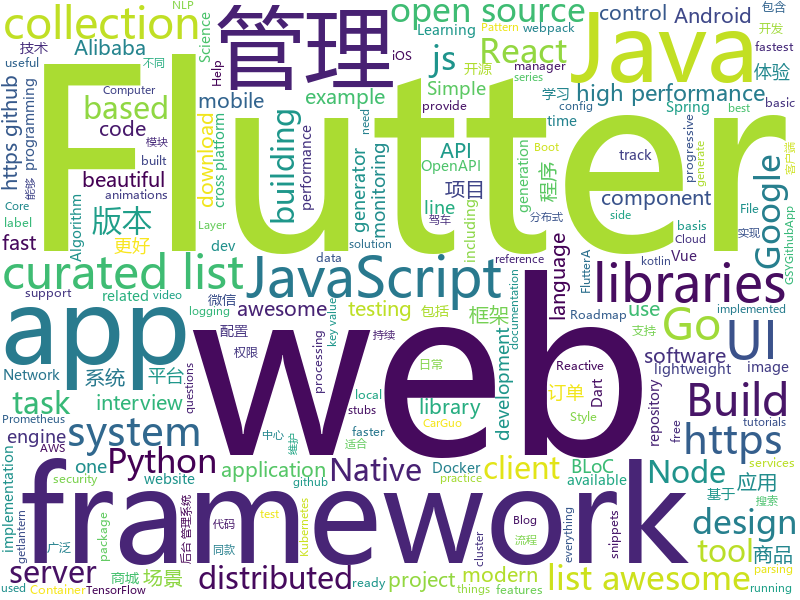 NLP
collection
管理
open source
Pattern webpack
control Android
开发
包含
Science
Learning
不同
技术
Alibaba
js
React
iOS
manager
fastest
useful
Help
series
开源
体验
Java
based
mobile
example
Simple
high performance
https github
programming
Computer
code
download
building
学习
config
basic
能够
模块
built
beautiful
cross platform
monitoring
performance
generator
API
time
need
Spring
best
Flutter
OpenAPI
generation
程序
Boot
track
progressive
generate
客户端
Core
label
Algorithm
animations
版本
line
项目
component
Google
side
File
fast
更好
dev
Layer
solution
data
including
驾车
分布式
basis
Cloud
Vue
实现
GSYGithubApp
curated list
JavaScript
libraries
support
video
related
微信
reference
kotlin
FlutterA
app
web
language
documentation
key value
logging
awesome
testing
包括
use
Roadmap
implemented
Go
UI
task
配置
框架
支持
Network
系统
平台
权限
持续
日常
software
lightweight
image
processing
Reactive
interview
library
development
订单
Dart
repository
Build
Prometheus
questions
local
stubs
faster
CarGuo
适合
Style
free
tutorials
engine
AWS
system
中心
维护
https
implementation
one
Python
application
client
BLoC
available
Node
website
github
practice
services
security
Docker
基于
搜索
package
framework
Native
Kubernetes
Blog
everything
snippets
应用
test
tool
商品
design
parsing
广泛
server
后台管理系统
代码
同款
流程
cluster
商城
场景
distributed
project
modern
list awesome
used
Container
TensorFlow
ready
getlantern
provide
features
things
running